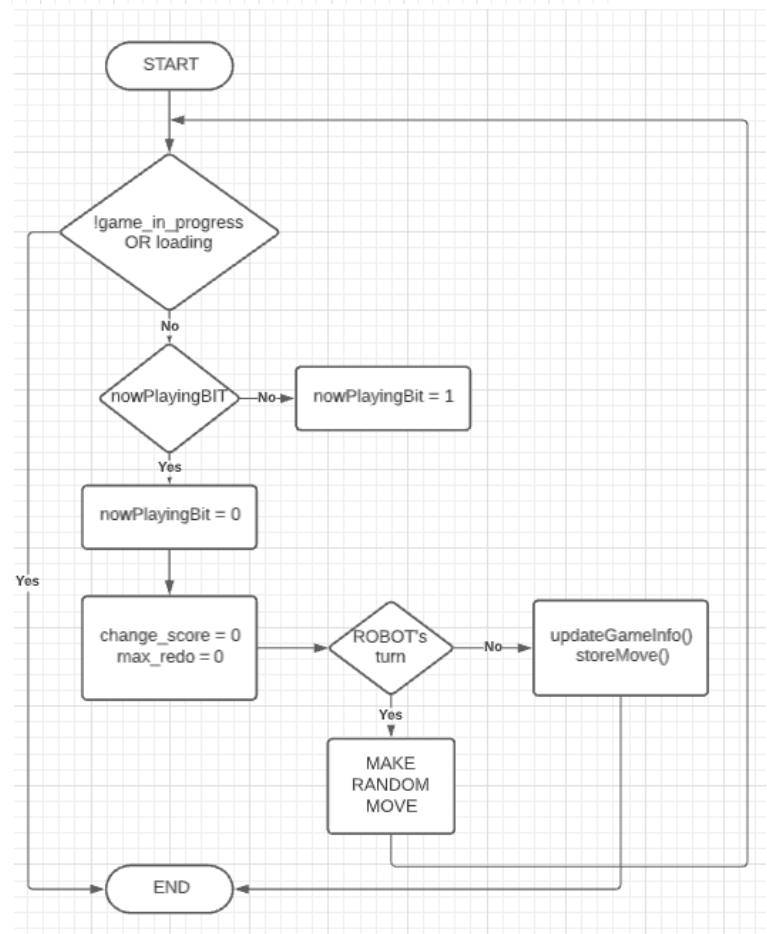 START
!game_in_progress
OR loading
No
nowPlayingBIT
No
nowPlayingBit = 1
Yes
nowPlayingBit = 0
Yes
change_score = 0
max_redo = 0
ROBOT's
turn
No
updateGameInfo()
storeMove()
Yes
MAKE
RANDOM
MOVE
END